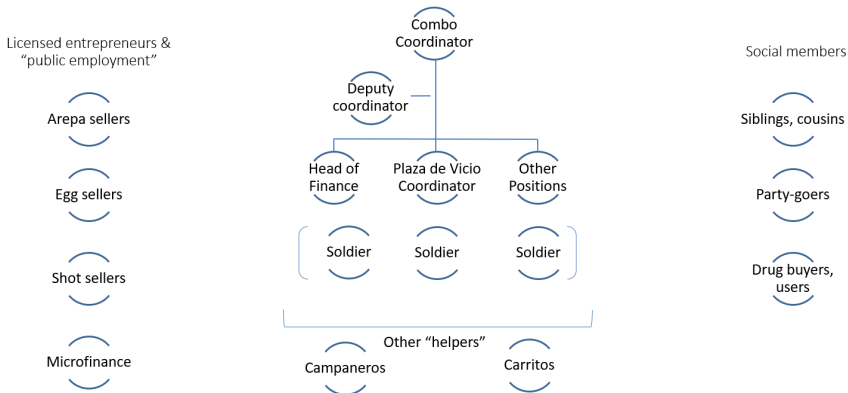 Combo
Coordinator
Licensed entrepreneurs &
“public employment”
Social members
Deputy
coordinator
Arepa sellers
Siblings, cousins
Head of
Finance
Plaza de Vicio
Coordinator
Other
Positions
Egg sellers
Party-goers
Soldier
Soldier
Soldier
Shot sellers
Drug buyers,
users
Other “helpers”
Microfinance
Campaneros
Carritos